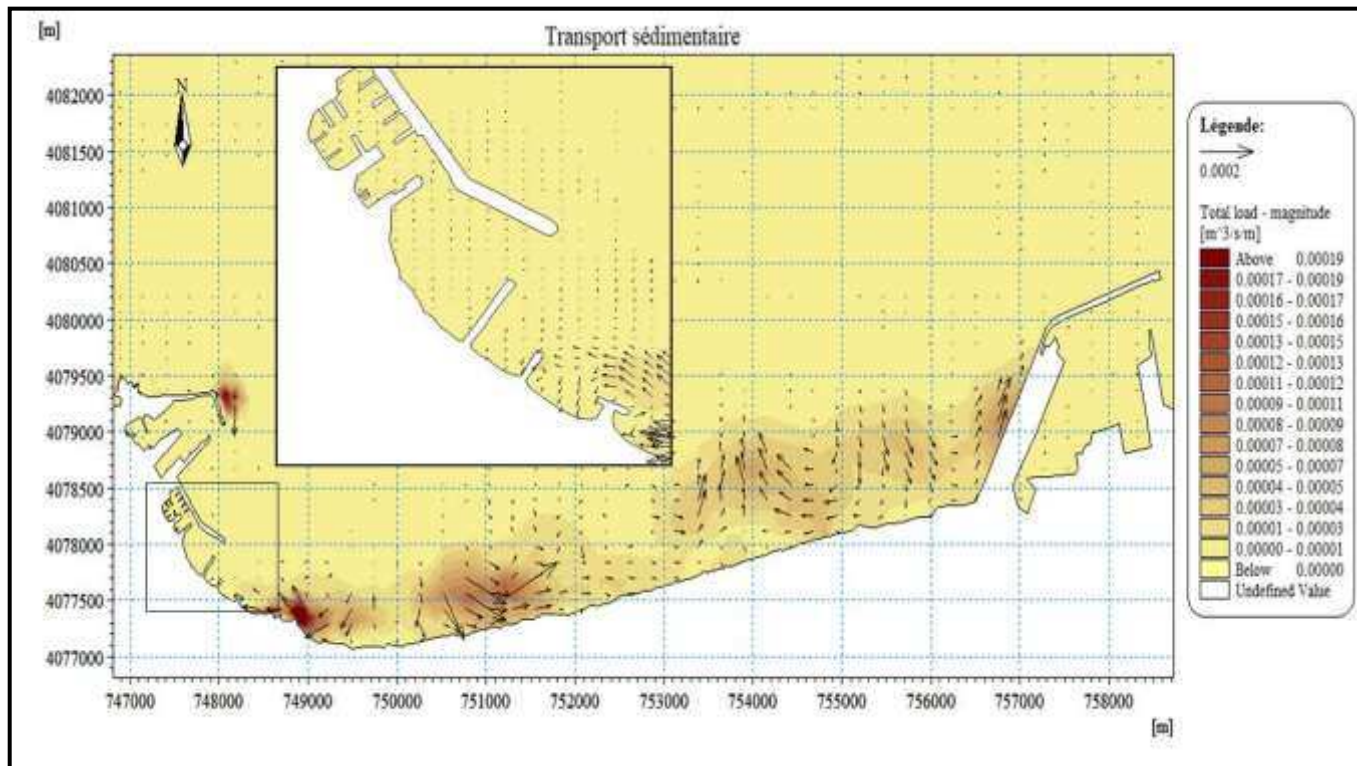 [m]
Transport sédimentaire
N
4082000
4081500
4081000
4080500
4080000
4079500
4079000
4078500
4078000
4077500
4077000
747000 748000 749000 750000 751000 752000 753000 754000 755000 756000 757000 758000
[m]
Légende:
0.0002
Total load - magnitude
[m^3/s/m]
Above 0.00019
0.00017 - 0.00019
0.00016 - 0.00017
0.00015 - 0.00016
0.00013 - 0.00015
0.00012 - 0.00013
0.00011 - 0.00012
0.00009 - 0.00011
0.00008 - 0.00009
0.00007 - 0.00008
0.00005 - 0.00007
0.00004 - 0.00005
0.00003 - 0.00004
0.00001 - 0.00003
0.00000 - 0.00001
Below 0.00000
Undefined Value